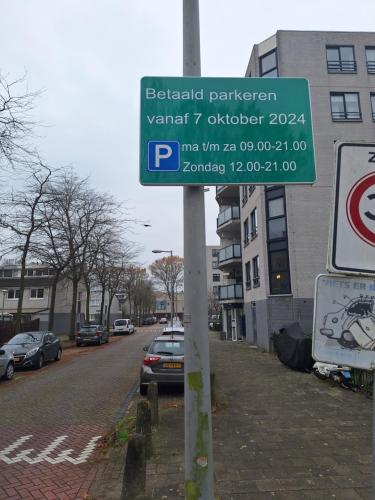 Betaald parkeren
vanaf 7 oktober 2024
P ma t/m za 09.00-21.00
Zondag 12.00-21.00
Z